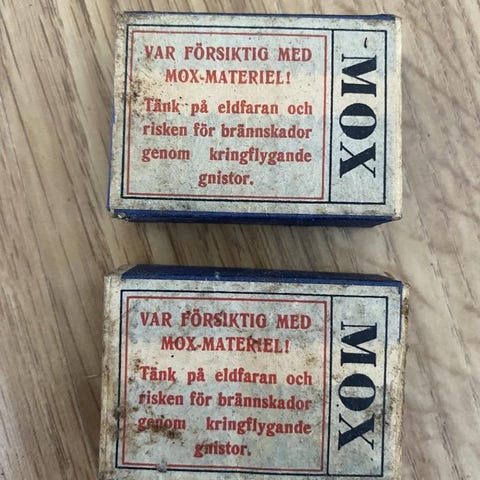 VAR FÖRSIKTIG MED
MOX-MATERIEL!
Tänk på eldfaran och
risken för brännskador
genom kringflygande
gnistor.
MOX
VAR FÖRSIKTIG MED
MOX-MATERIEL!
Tänk på eldfaran och
risken för brännskador
genom kringflygande
gnistor.
MOX